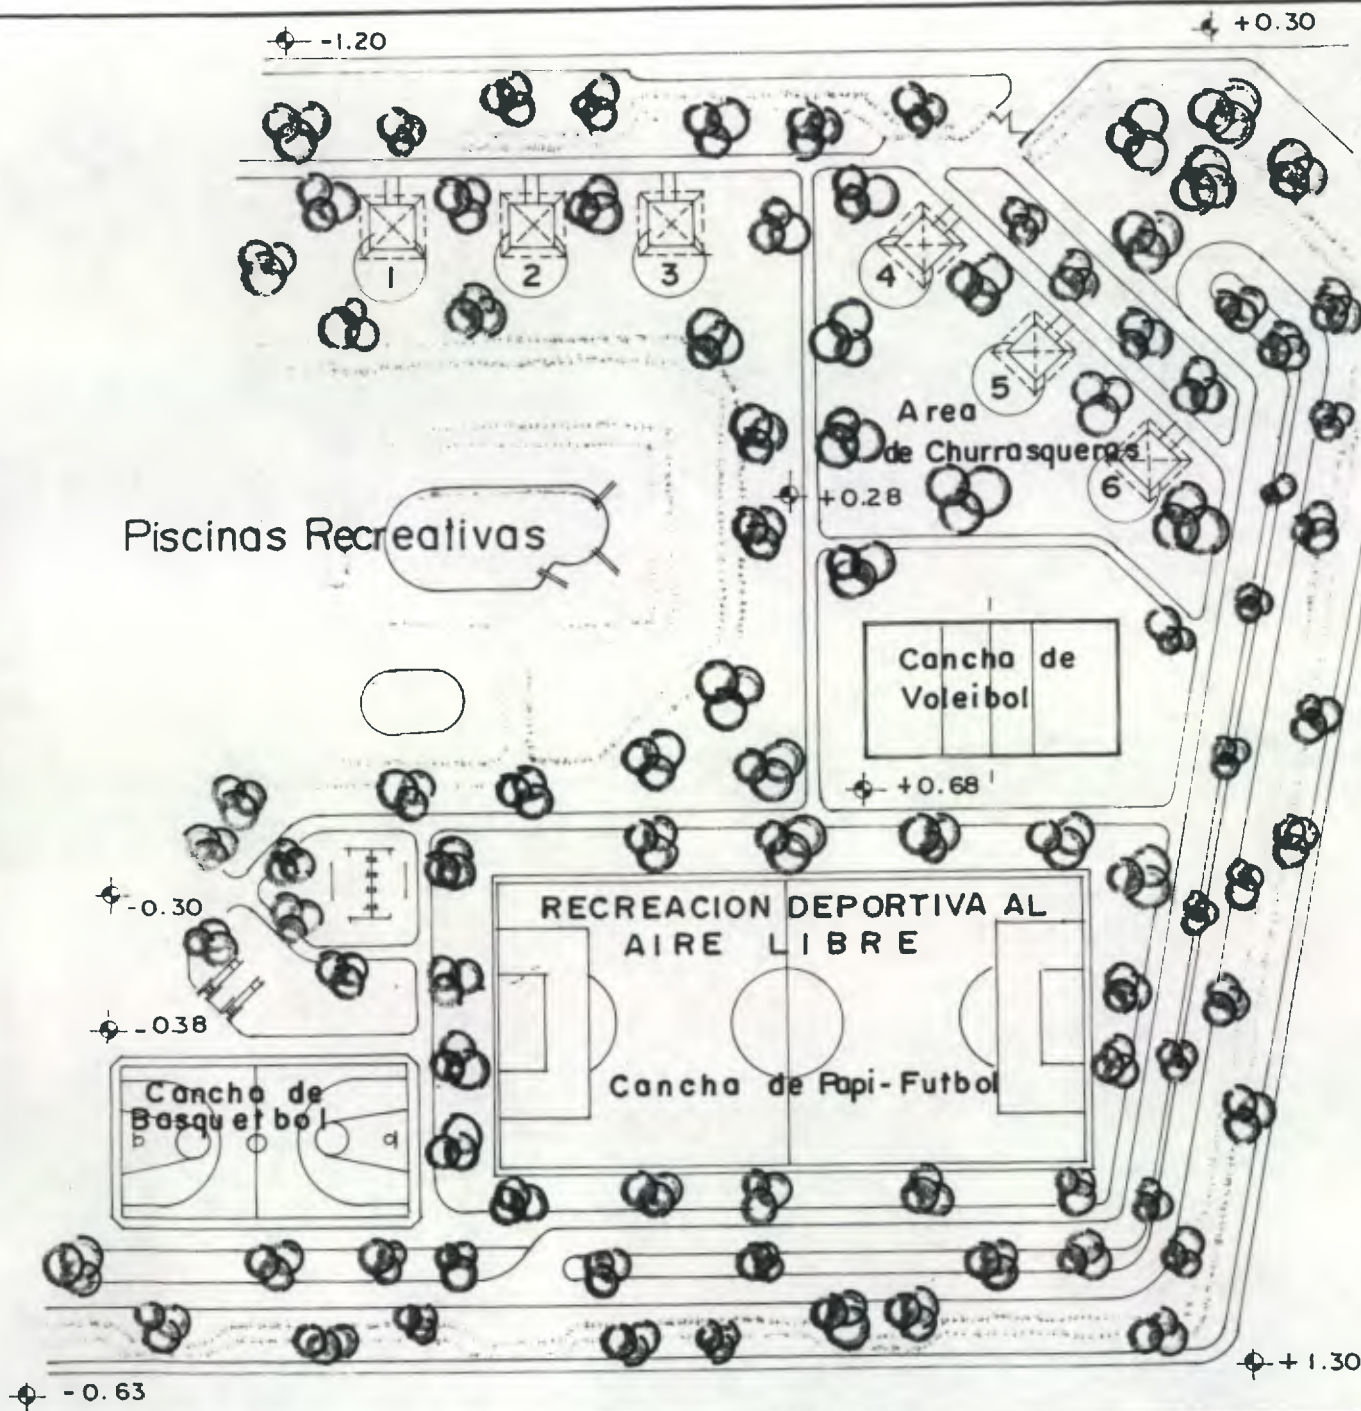 -1.20
+0.30
1
2
3
4
5
6
Area
de Churrasqueras
+0.28
Piscinas Recreativas
Cancha de
Voleibol
+0.68
-0.30
RECREACION DEPORTIVA AL
AIRE LIBRE
-038
Cancha de
Basquetbol
Cancha de Papi-Futbol
+1.30
-0.63